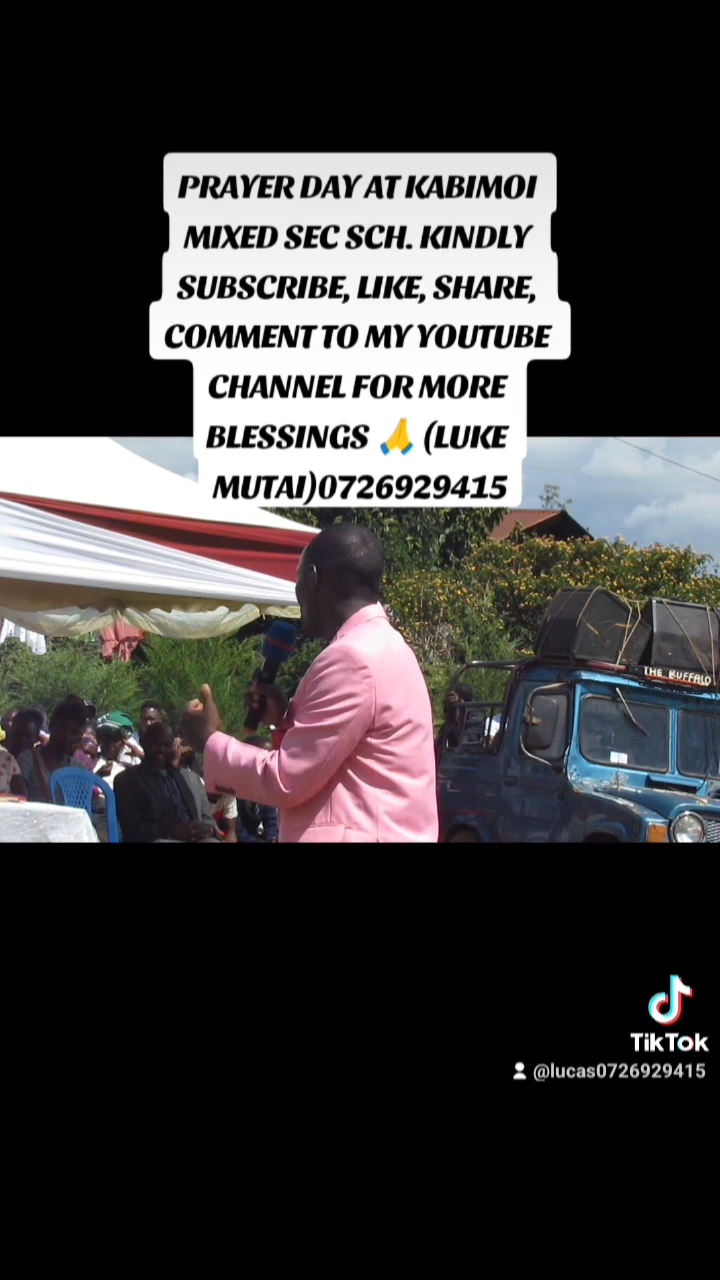 PRAYER DAY AT KABIMOI
MIXED SEC SCH. KINDLY
SUBSCRIBE, LIKE, SHARE,
COMMENT TO MY YOUTUBE
CHANNEL FOR MORE
BLESSINGS 🙏 (LUKE
MUTAI)0726929415
THE BUFFALO
TikTok
@lucas0726929415